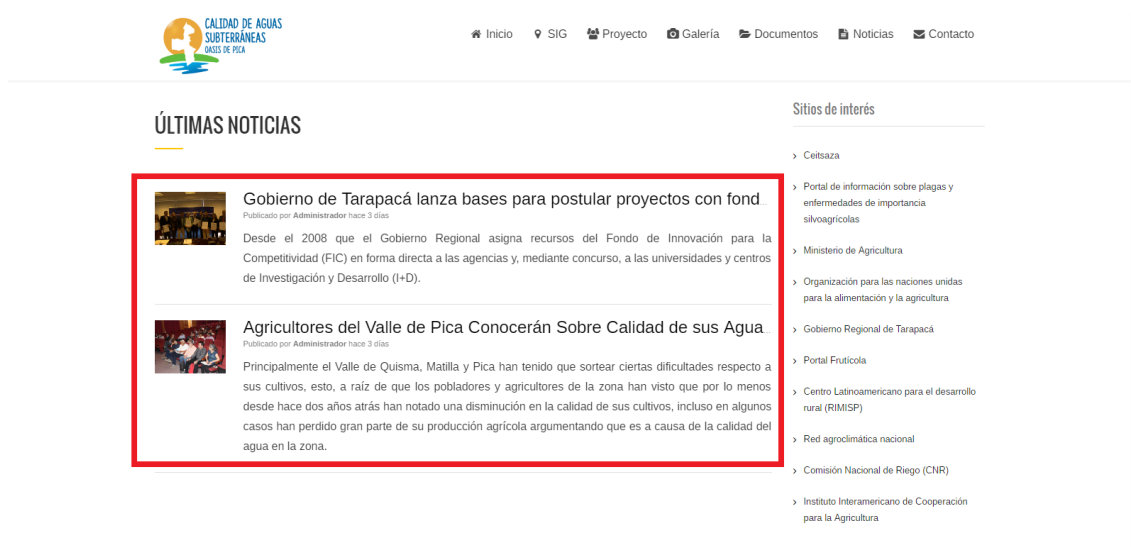 CALIDAD DE AGUAS
SUBTERRÁNEAS
OASIS DE PICA
Inicio
SIG
Proyecto
Galería
Documentos
Noticias
Contacto
ÚLTIMAS NOTICIAS
Gobierno de Tarapacá lanza bases para postular proyectos con fond...
Publicado por Administrador hace 3 días
Desde el 2008 que el Gobierno Regional asigna recursos del Fondo de Innovación para la
Competitividad (FIC) en forma directa a las agencias y, mediante concurso, a las universidades y centros
de Investigación y Desarrollo (I+D).
Agricultores del Valle de Pica Conocerán Sobre Calidad de sus Agua...
Publicado por Administrador hace 3 días
Principalmente el Valle de Quisma, Matilla y Pica han tenido que sortear ciertas dificultades respecto a
sus cultivos, esto, a raíz de que los pobladores y agricultores de la zona han visto que por lo menos
desde hace dos años atrás han notado una disminución en la calidad de sus cultivos, incluso en algunos
casos han perdido gran parte de su producción agrícola argumentando que es a causa de la calidad del
agua en la zona.
Sitios de interés
Ceitsaza
Portal de información sobre plagas y
enfermedades de importancia
silvoagrícolas
Ministerio de Agricultura
Organización para las naciones unidas
para la alimentación y la agricultura
Gobierno Regional de Tarapacá
Portal Frutícola
Centro Latinoamericano para el desarrollo
rural (RIMISP)
Red agroclimática nacional
Comisión Nacional de Riego (CNR)
Instituto Interamericano de Cooperación
para la Agricultura